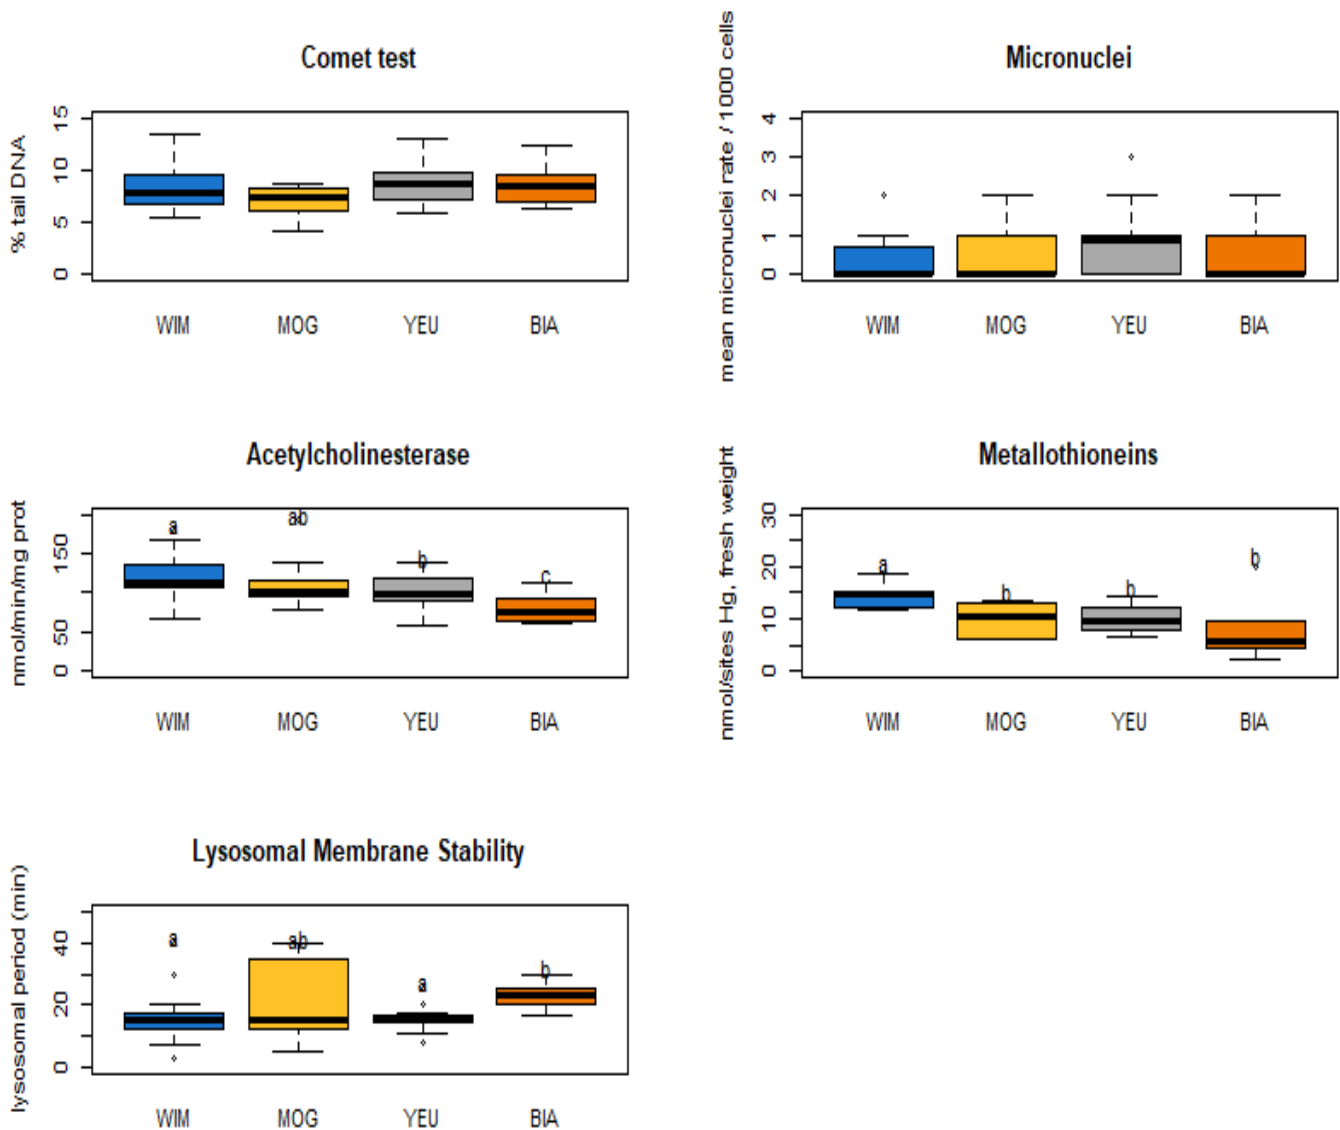 Comet test
% tail DNA
15
10
5
0
WIM MOG YEU BIA
Micronuclei
mean micronuclei rate / 1000 cells
4
3
2
1
0
WIM MOG YEU BIA
Acetylcholinesterase
nmol/min/mg prot
150
50
0
a ab b c
WIM MOG YEU BIA
Metallothioneins
nmol/sites Hg, fresh weight
30
20
10
0
a b b b
WIM MOG YEU BIA
Lysosomal Membrane Stability
lysosomal period (min)
40
20
0
a ab a b
WIM MOG YEU BIA